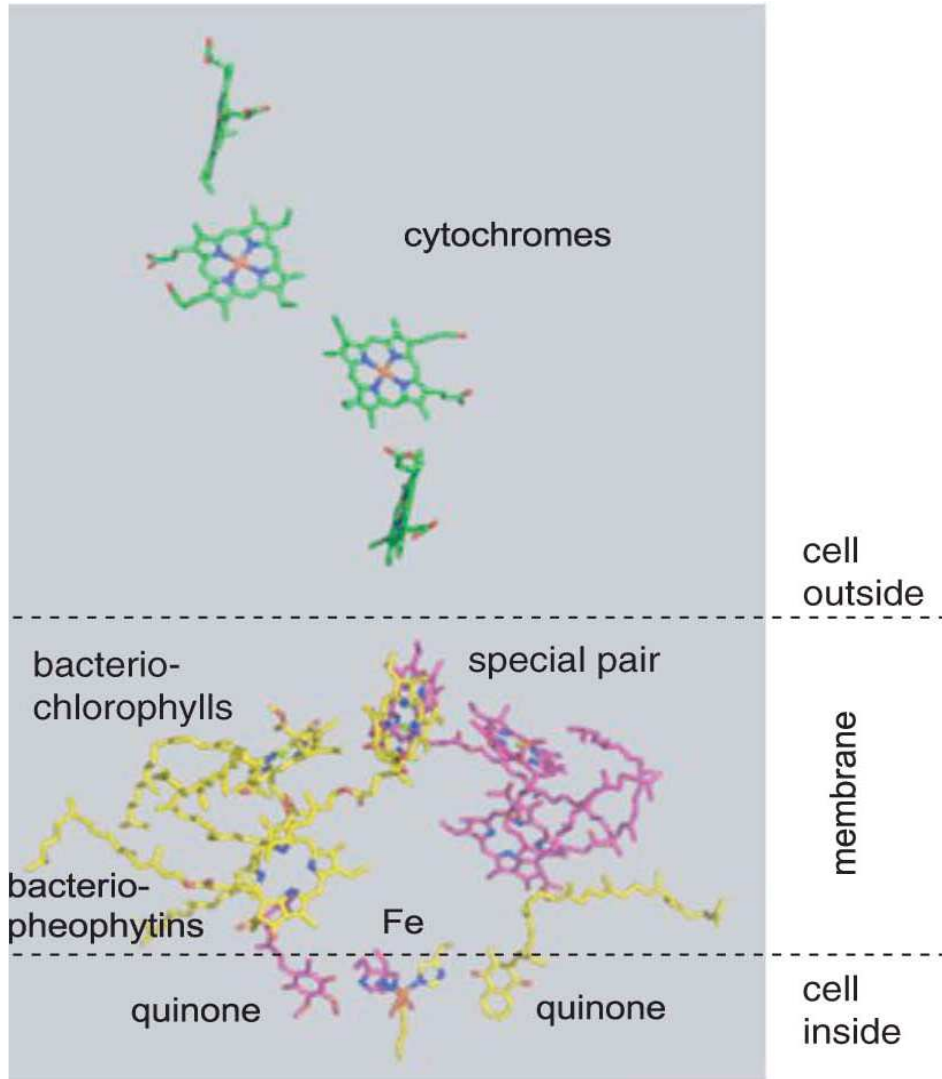 cytochromes
cell
outside
bacterio-
chlorophylls
special pair
membrane
bacterio-
pheophytins
Fe
quinone
quinone
cell
inside